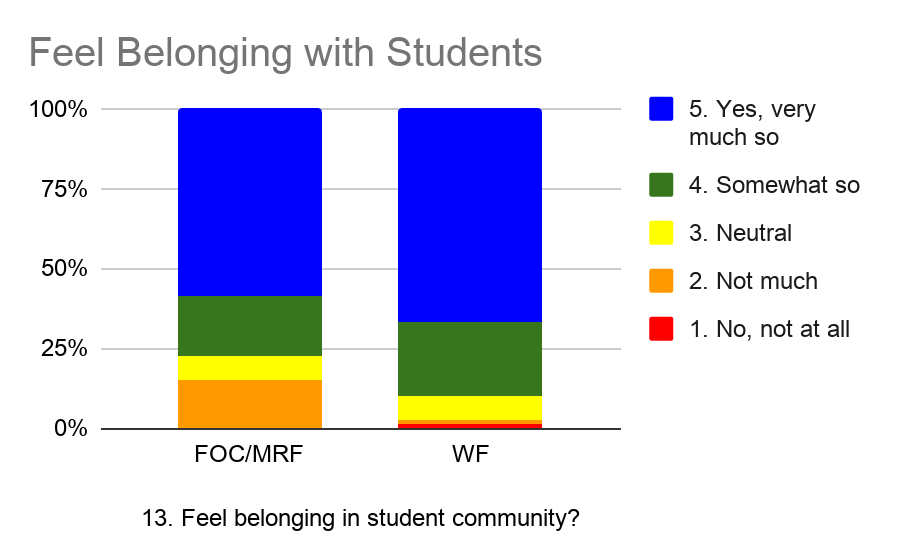 Feel Belonging with Students
100%
75%
50%
25%
0%
FOC/MRF
WF
13. Feel belonging in student community?
5. Yes, very
much so
4. Somewhat so
3. Neutral
2. Not much
1. No, not at all